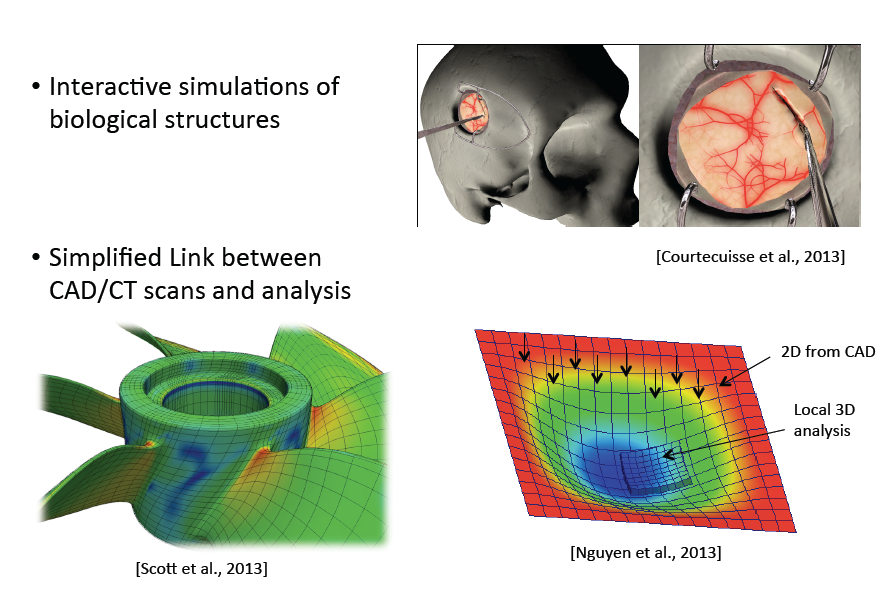 • Interactive simulations of
biological structures
[Courtecuisse et al., 2013]
• Simplified Link between
CAD/CT scans and analysis
2D from CAD
Local 3D
analysis
[Scott et al., 2013]
[Nguyen et al., 2013]